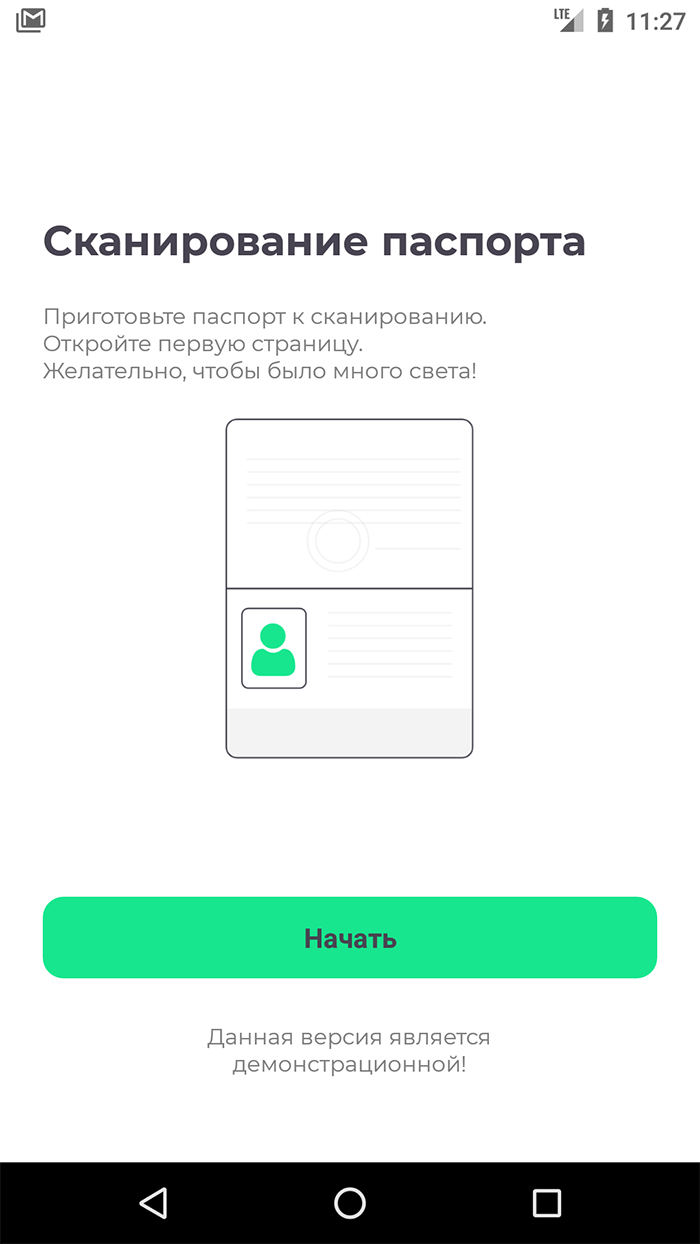 LTE 11:27
Сканирование паспорта
Приготовьте паспорт к сканированию.
Откройте первую страницу.
Желательно, чтобы было много света!
Начать
Данная версия является
демонстрационной!